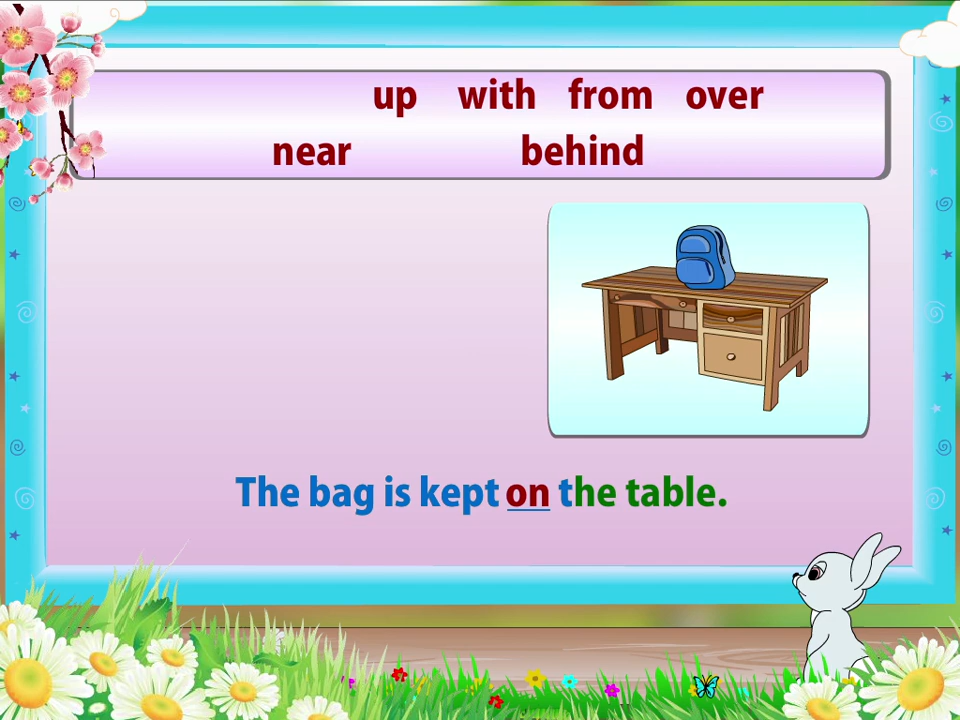 up with from over
near behind
The bag is kept on the table.